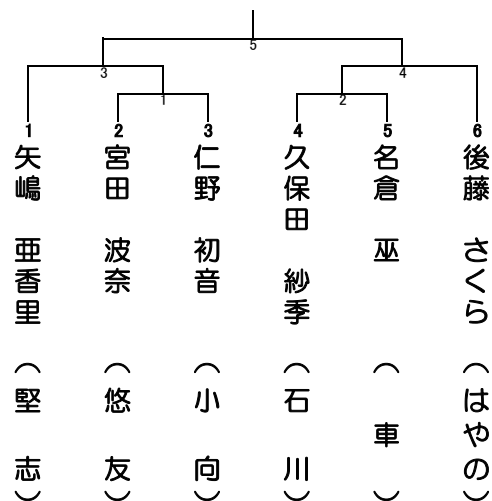 5
3
4
1
2
1
矢嶋 亜香里 (堅志)
2
宮田 波奈 (悠友)
3
仁野 初音 (小向)
4
久保田 紗季 (石川)
5
名倉 巫 (車)
6
後藤 さくら (はやの)